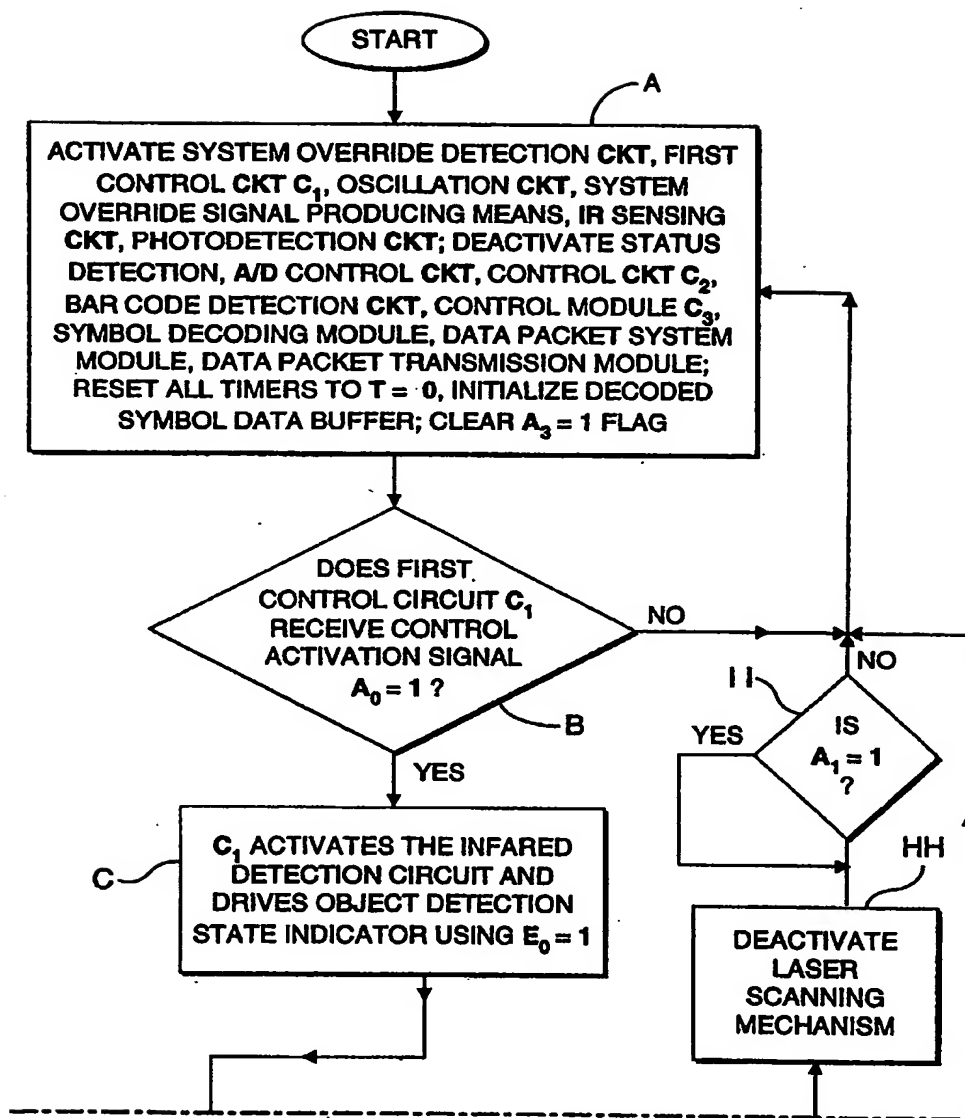 START
A
ACTIVATE SYSTEM OVERRIDE DETECTION CKT, FIRST
CONTROL CKT C₁, OSCILLATION CKT, SYSTEM
OVERRIDE SIGNAL PRODUCING MEANS, IR SENSING
CKT, PHOTODETECTION CKT; DEACTIVATE STATUS
DETECTION, A/D CONTROL CKT, CONTROL CKT C₂,
BAR CODE DETECTION CKT, CONTROL MODULE C₃,
SYMBOL DECODING MODULE, DATA PACKET SYSTEM
MODULE, DATA PACKET TRANSMISSION MODULE;
RESET ALL TIMERS TO T = 0, INITIALIZE DECODED
SYMBOL DATA BUFFER; CLEAR A₃ = 1 FLAG
DOES FIRST
CONTROL CIRCUIT C₁
RECEIVE CONTROL
ACTIVATION SIGNAL
A₀ = 1 ?
NO
B
YES
C₁ ACTIVATES THE INFARED
DETECTION CIRCUIT AND
DRIVES OBJECT DETECTION
STATE INDICATOR USING E₀ = 1
C
NO
II
YES
IS
A₁ = 1
?
HH
DEACTIVATE
LASER
SCANNING
MECHANISM